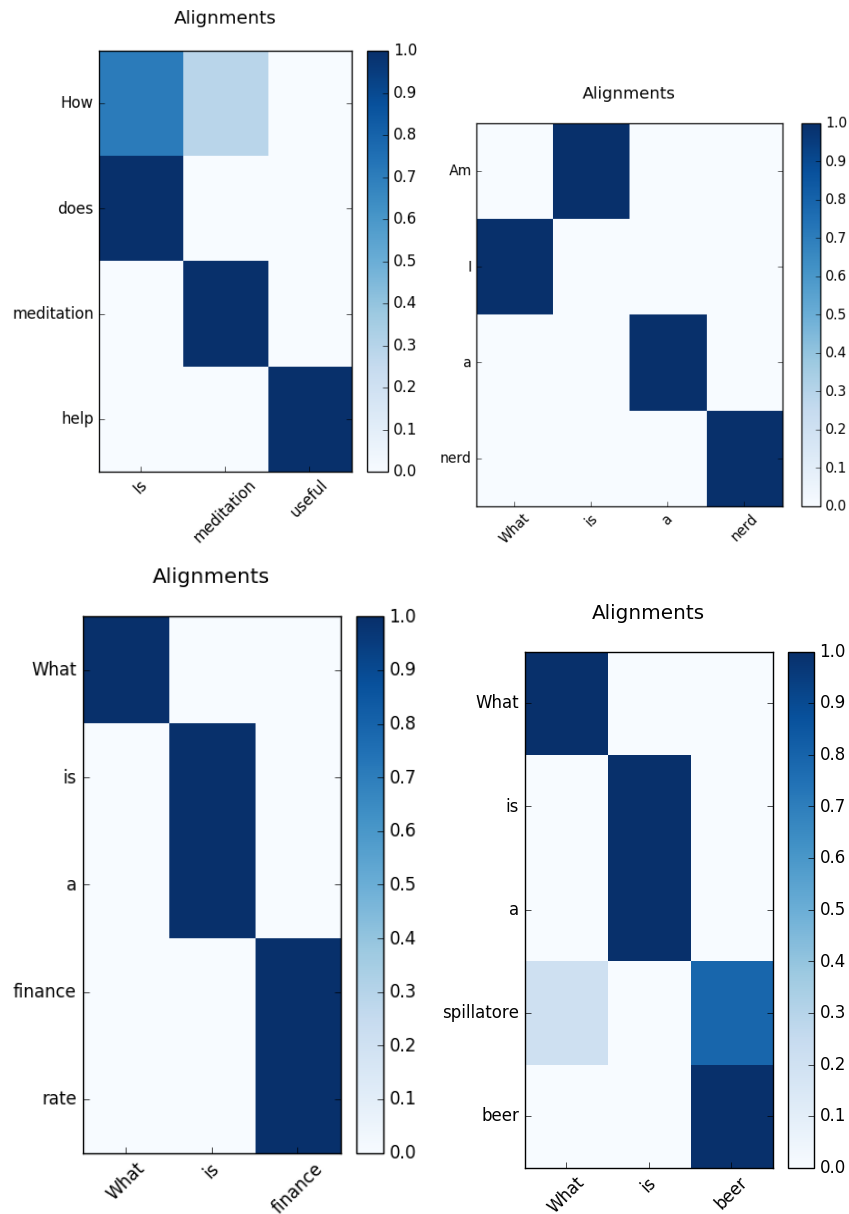 Alignments
How
does
meditation
help
Is
meditation
useful
1.0
0.9
0.8
0.7
0.6
0.5
0.4
0.3
0.2
0.1
0.0
Alignments
Am
I
a
nerd
What
is
a
nerd
1.0
0.9
0.8
0.7
0.6
0.5
0.4
0.3
0.2
0.1
0.0
Alignments
What
is
a
finance
rate
What
is
finance
1.0
0.9
0.8
0.7
0.6
0.5
0.4
0.3
0.2
0.1
0.0
Alignments
What
is
a
spillatore
beer
What
is
beer
1.0
0.9
0.8
0.7
0.6
0.5
0.4
0.3
0.2
0.1
0.0